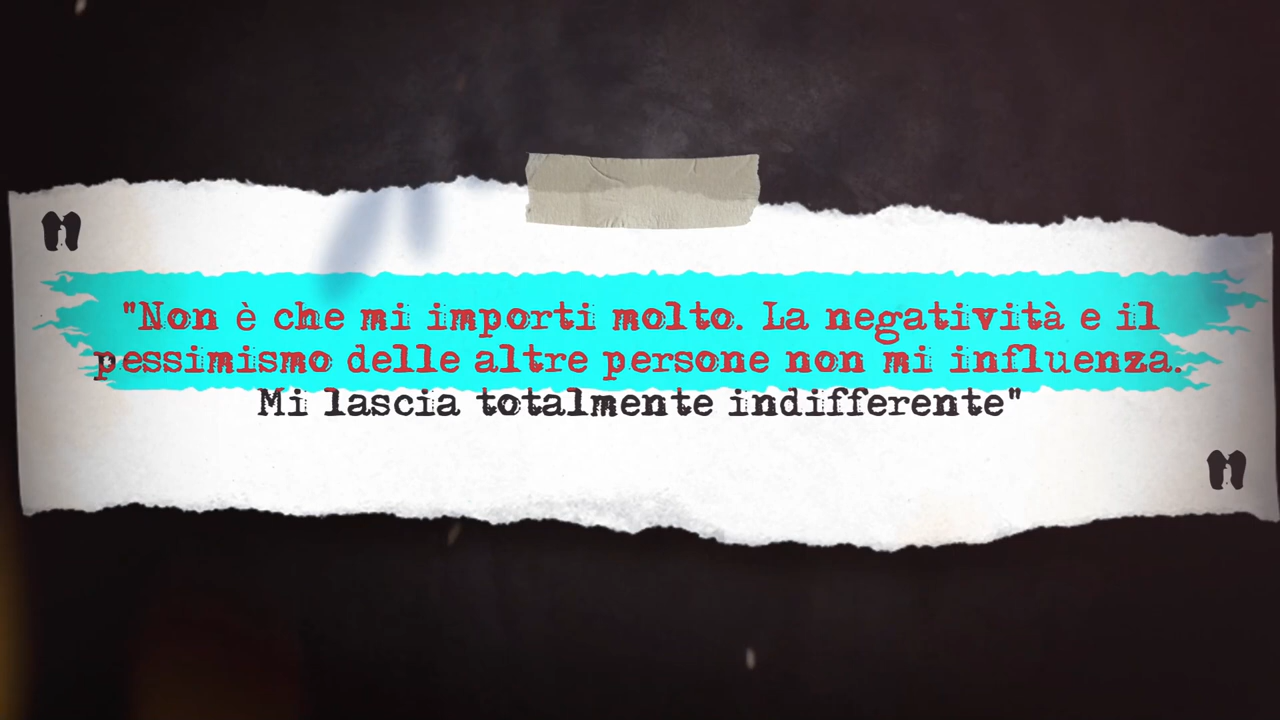 "
"Non è che mi importi molto. La negatività e il
pessimismo delle altre persone non mi influenza.
Mi lascia totalmente indifferente"
"